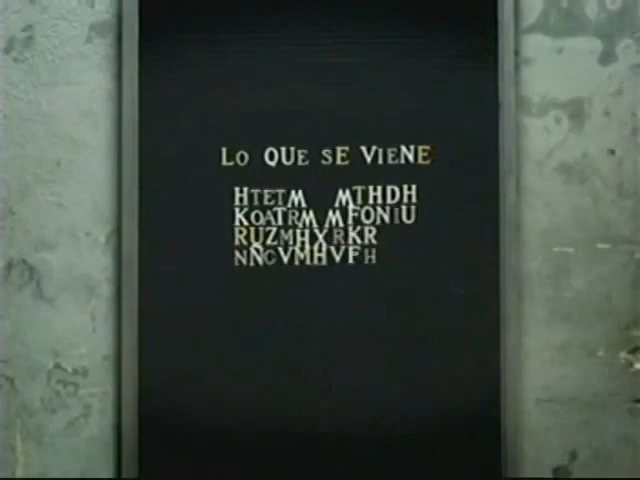 LO QUE SE VIENE
HTETM MTHDH
KOATRM MFONIU
RUZMHXRKR
NÑCVMHVFH